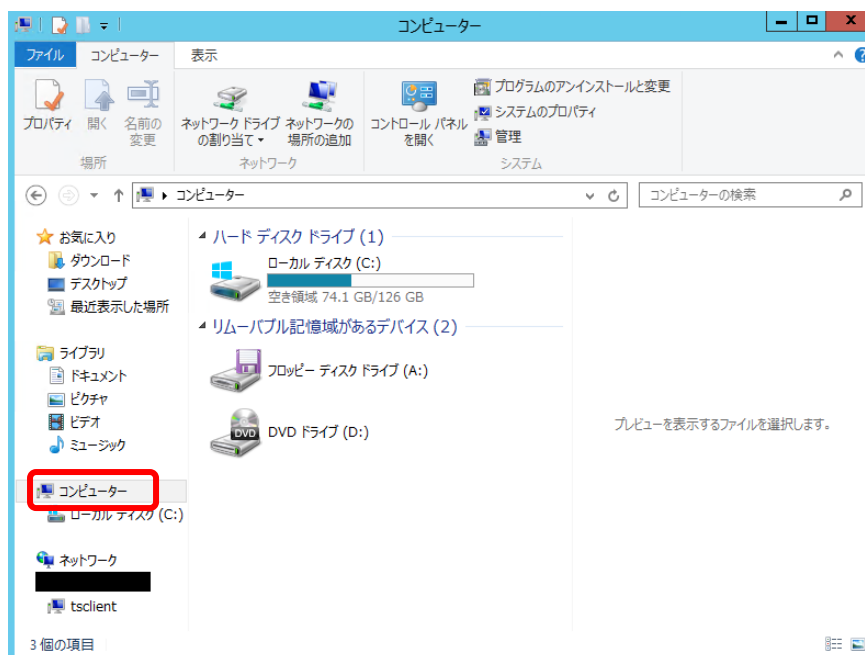 コンピューター
ファイル コンピューター 表示
プロパティ 開く 名前の変更
ネットワーク ドライブの割り当て ネットワークの場所の追加
コントロール パネルを開く
プログラムのアンインストールと変更
システムのプロパティ
管理
場所 ネットワーク システム
コンピューター コンピューターの検索
お気に入り
ダウンロード
デスクトップ
最近表示した場所
ライブラリ
ドキュメント
ピクチャ
ビデオ
ミュージック
コンピューター
ローカル ディスク (C:)
ネットワーク
tsclient
ハード ディスク ドライブ (1)
ローカル ディスク (C:)
空き領域 74.1 GB/126 GB
リムーバブル記憶域があるデバイス (2)
フロッピー ディスク ドライブ (A:)
DVD
DVD ドライブ (D:)
プレビューを表示するファイルを選択します。
3 個の項目